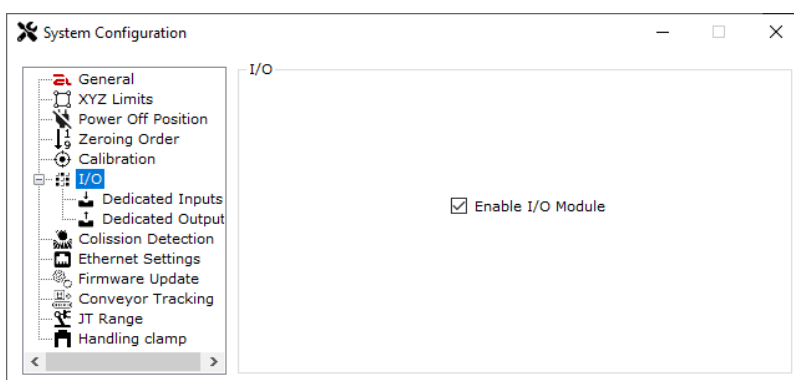 System Configuration
General
XYZ Limits
Power Off Position
Zeroing Order
Calibration
I/O
Dedicated Inputs
Dedicated Output
Colission Detection
Ethernet Settings
Firmware Update
Conveyor Tracking
JT Range
Handling clamp
I/O
Enable I/O Module